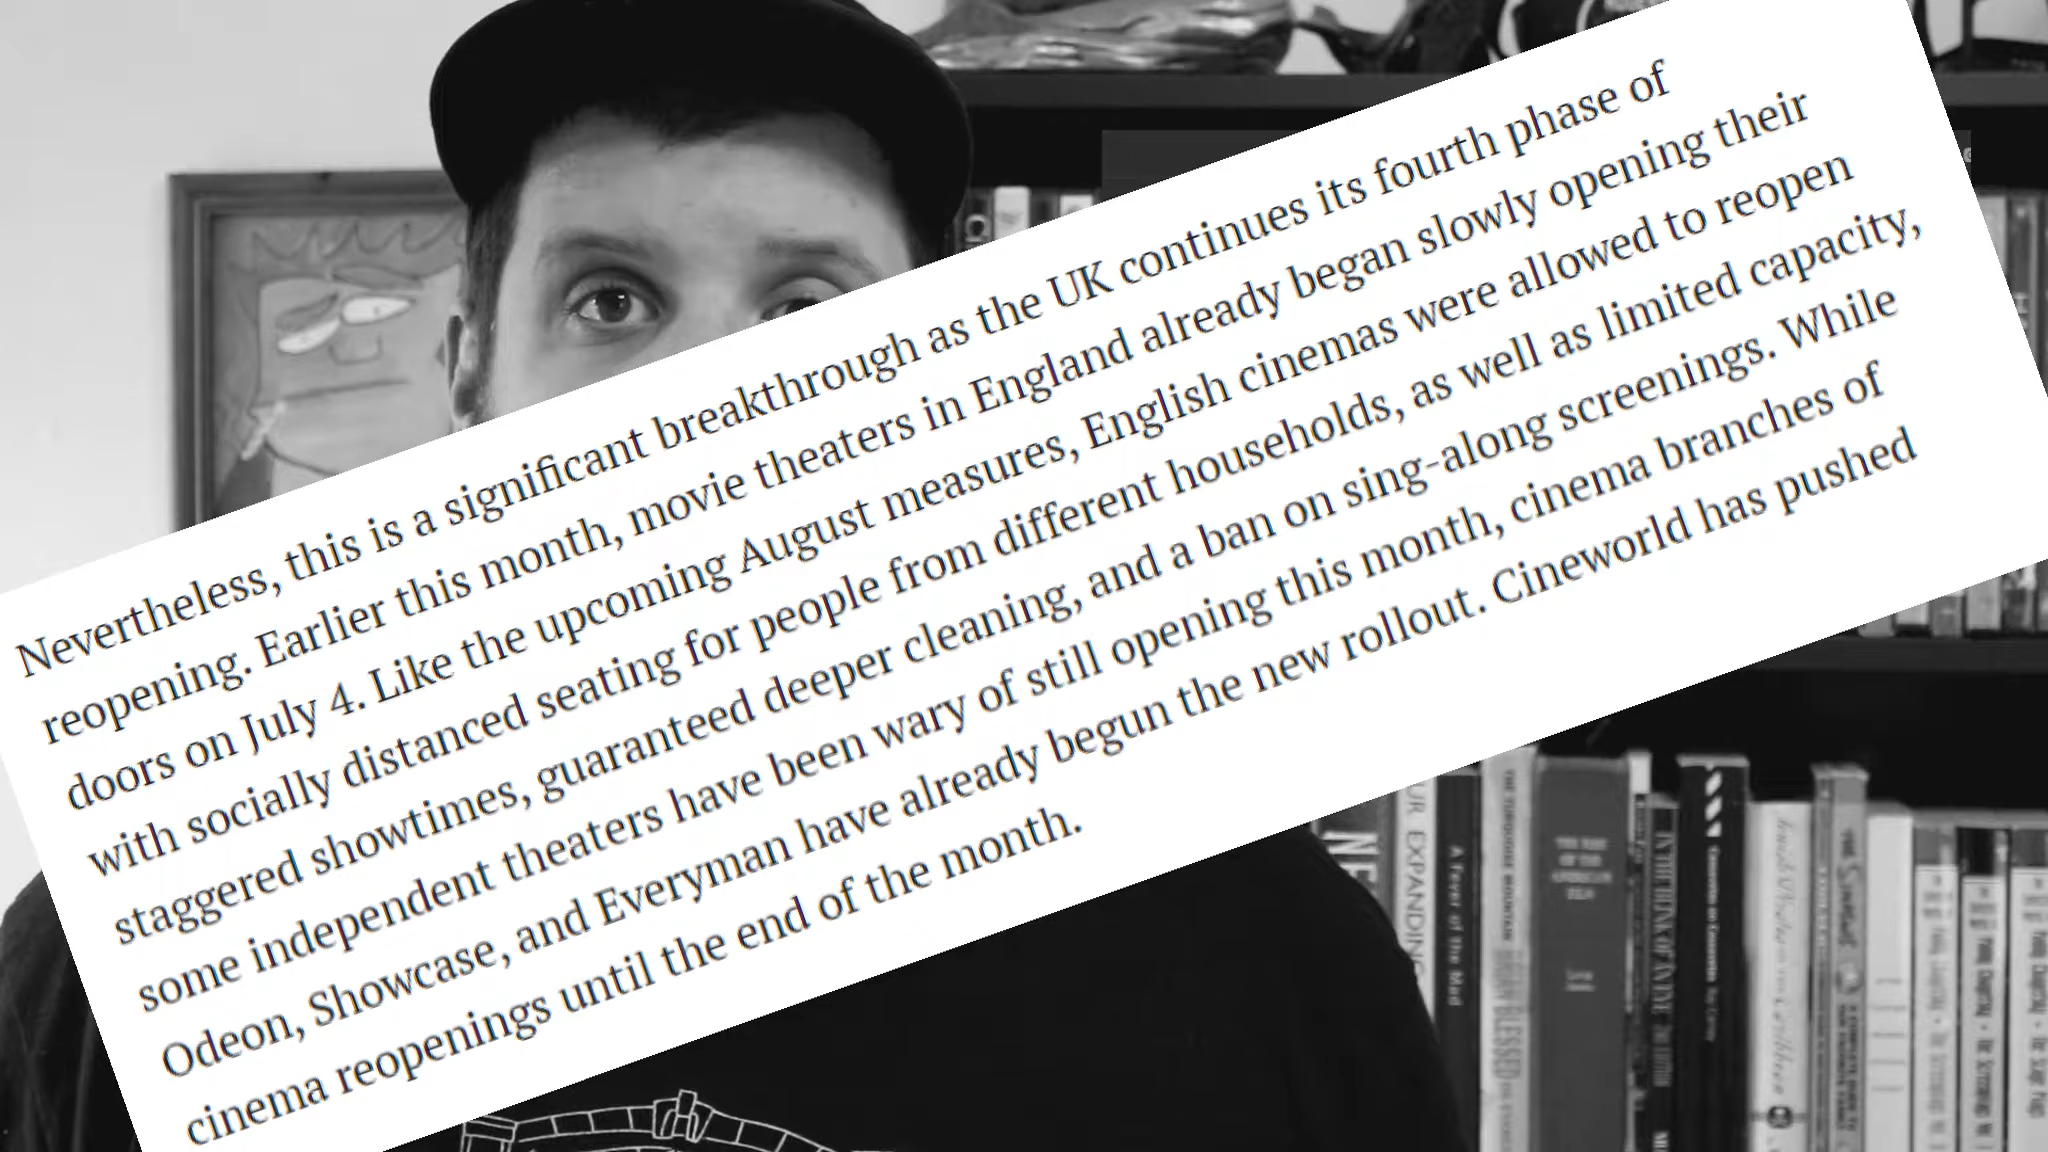 Nevertheless, this is a significant breakthrough as the UK continues its fourth phase of
reopening. Earlier this month, movie theaters in England already began slowly opening their
doors on July 4. Like the upcoming August measures, English cinemas were allowed to reopen
with socially distanced seating for people from different households, as well as limited capacity,
staggered showtimes, guaranteed deeper cleaning, and a ban on sing-along screenings. While
some independent theaters have been wary of still opening this month, cinema branches of
Odeon, Showcase, and Everyman have already begun the new rollout. Cineworld has pushed
cinema reopenings until the end of the month.
EXPANDING
A Field
BLESSED